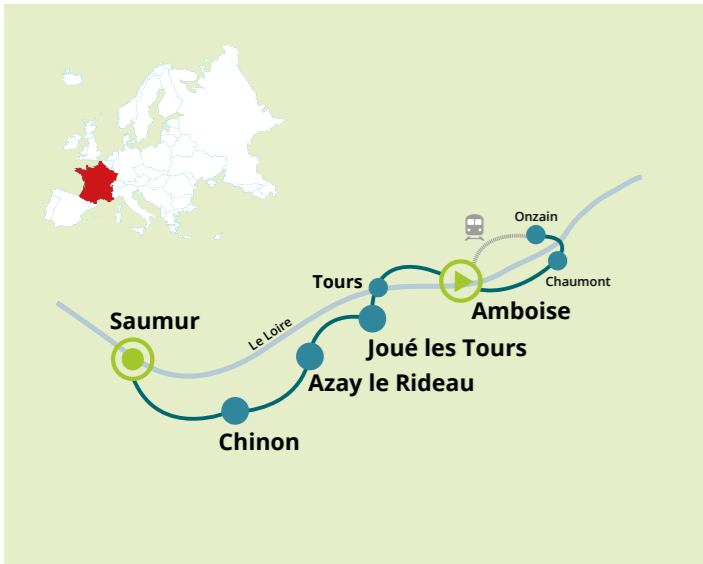 Onzain
Tours
Chaumont
Saumur
Amboise
Le Loire
Joué les Tours
Azay le Rideau
Chinon